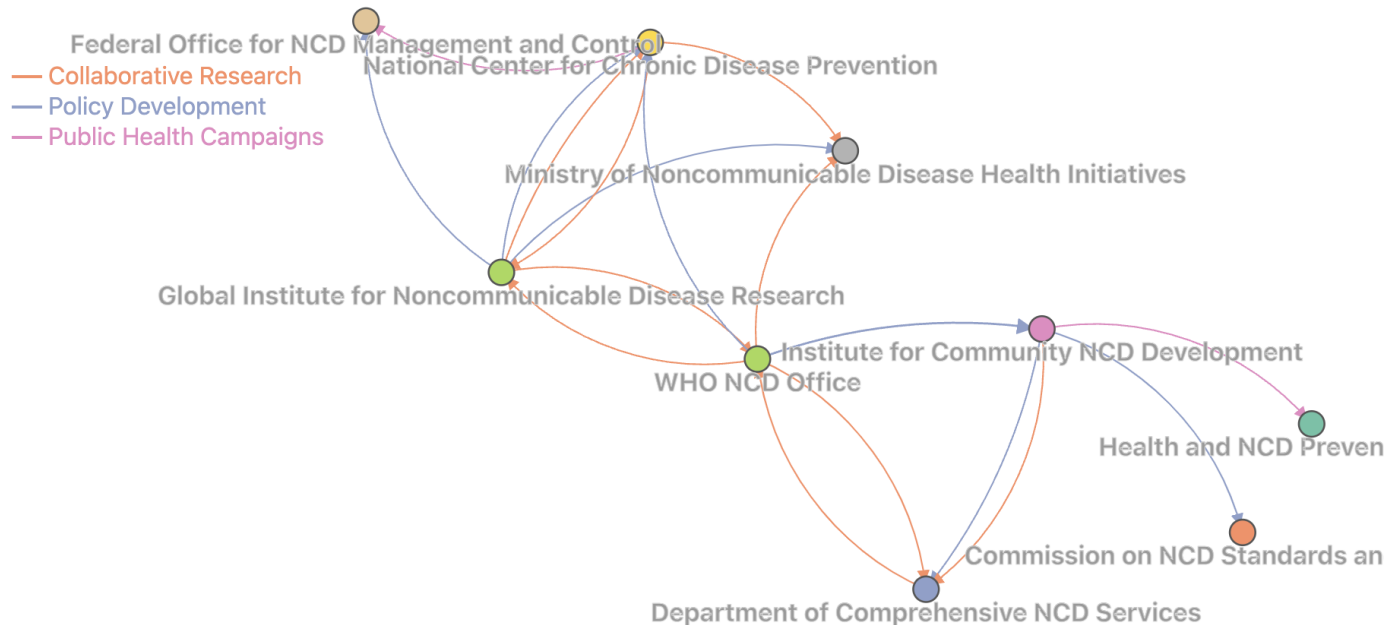 Federal Office for NCD Management and Control
National Center for Chronic Disease Prevention
Collaborative Research
Policy Development
Public Health Campaigns
Ministry of Noncommunicable Disease Health Initiatives
Global Institute for Noncommunicable Disease Research
Institute for Community NCD Development
WHO NCD Office
Health and NCD Preven
Commission on NCD Standards an
Department of Comprehensive NCD Services